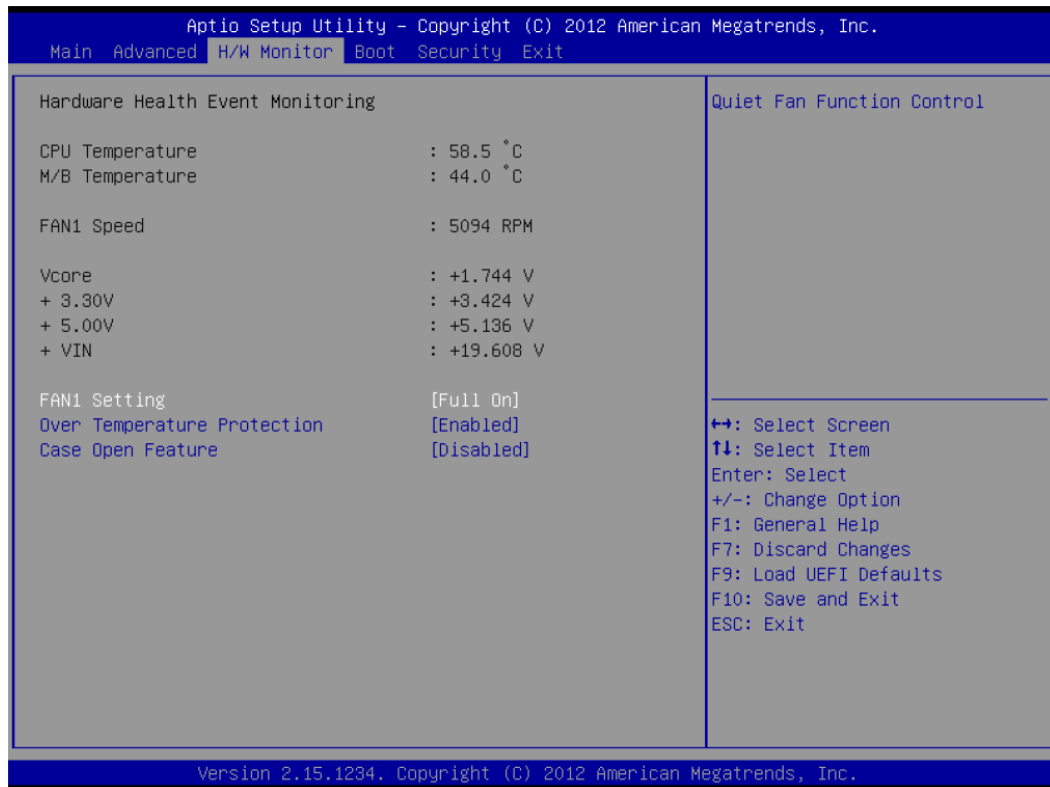 Aptio Setup Utility – Copyright (C) 2012 American Megatrends, Inc.
Main Advanced H/W Monitor Boot Security Exit
Hardware Health Event Monitoring
CPU Temperature : 58.5 °C
M/B Temperature : 44.0 °C
FAN1 Speed : 5094 RPM
Vcore : +1.744 V
+ 3.30V : +3.424 V
+ 5.00V : +5.136 V
+ VIN : +19.608 V
FAN1 Setting [Full On]
Over Temperature Protection [Enabled]
Case Open Feature [Disabled]
Quiet Fan Function Control
↔: Select Screen
↑↓: Select Item
Enter: Select
+/-: Change Option
F1: General Help
F7: Discard Changes
F9: Load UEFI Defaults
F10: Save and Exit
ESC: Exit
Version 2.15.1234. Copyright (C) 2012 American Megatrends, Inc.